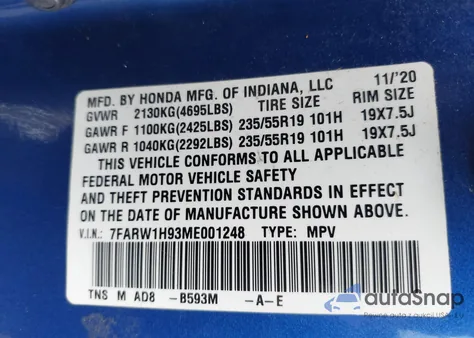 MFD. BY HONDA MFG. OF INDIANA, LLC 11/'20
GVWR 2130KG(4695LBS) TIRE SIZE RIM SIZE
GAWR F 1100KG(2425LBS) 235/55R19 101H 19X7.5J
GAWR R 1040KG(2292LBS) 235/55R19 101H 19X7.5J
THIS VEHICLE CONFORMS TO ALL APPLICABLE
FEDERAL MOTOR VEHICLE SAFETY
AND THEFT PREVENTION STANDARDS IN EFFECT
ON THE DATE OF MANUFACTURE SHOWN ABOVE.
V.I.N.: 7FARW1H93ME001248 TYPE: MPV
TNS M AD8 -B593M -A-E
autoSnap
Pewne auto z USA